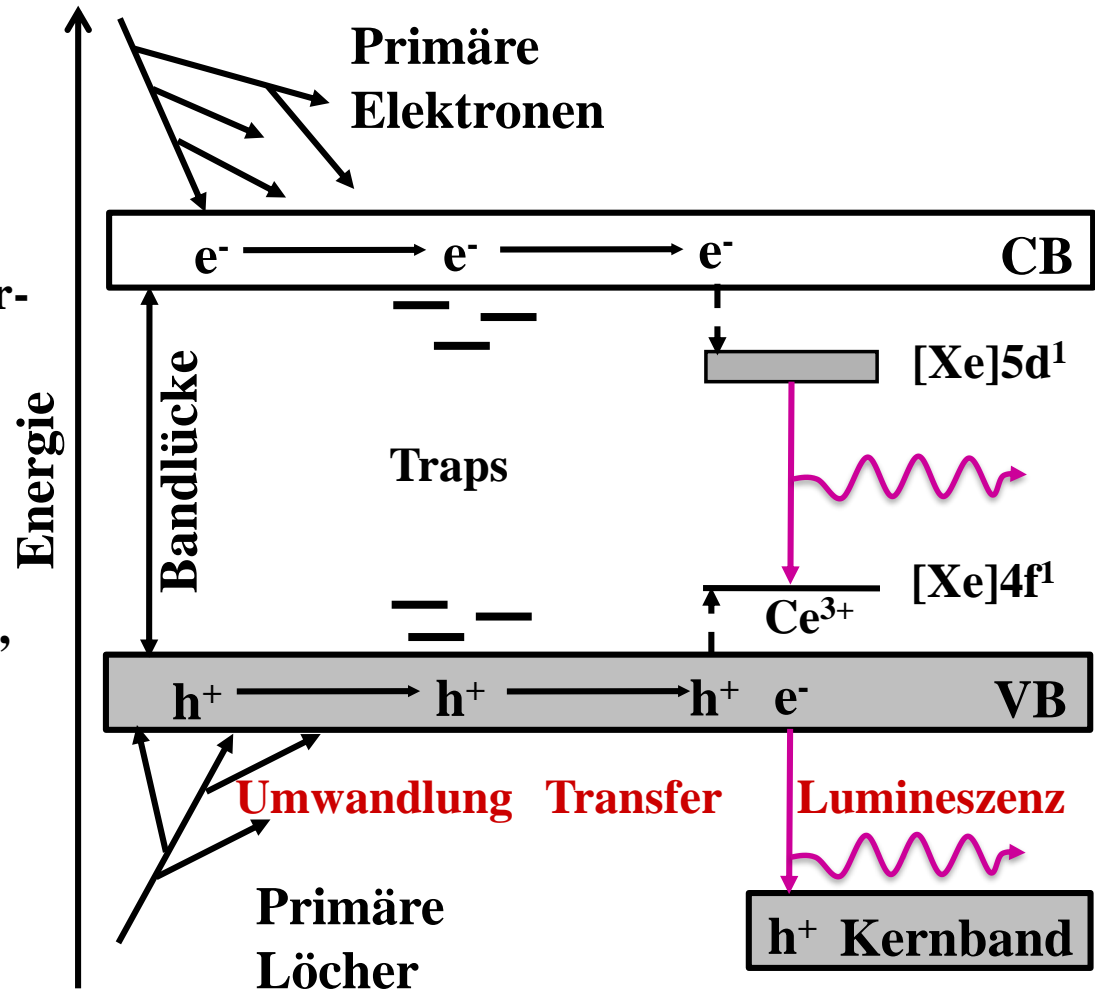 Primäre
Elektronen
e⁻ e⁻ e⁻ CB
r-
[Xe]5d¹
Energie
Bandlücke
Traps
[Xe]4f¹
Ce³⁺
,
h⁺ h⁺ h⁺ e⁻ VB
Umwandlung Transfer Lumineszenz
Primäre
Löcher
h⁺ Kernband